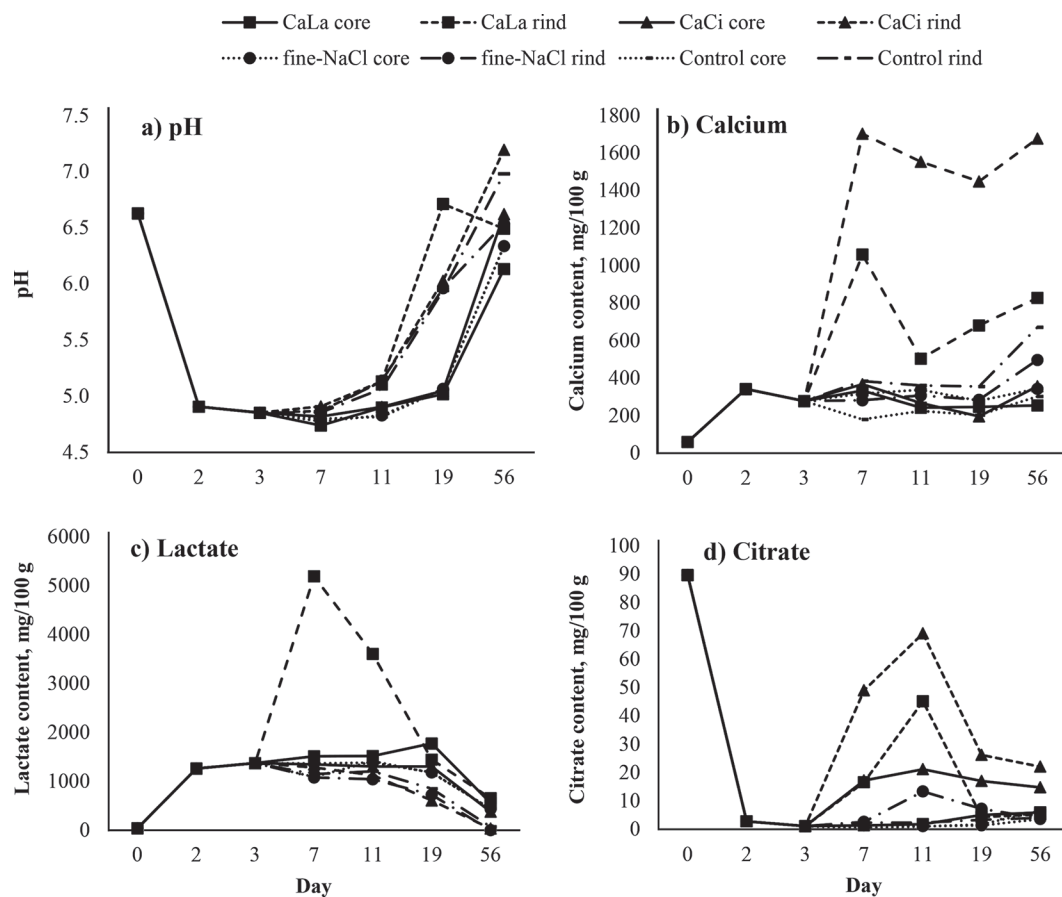 CaLa core CaLa rind CaCi core CaCi rind
fine-NaCl core fine-NaCl rind Control core Control rind
a) pH
7.5
7.0
6.5
6.0
5.5
5.0
4.5
pH
0 2 3 7 11 19 56
b) Calcium
1800
1600
1400
1200
1000
800
600
400
200
0
Calcium content, mg/100 g
0 2 3 7 11 19 56
c) Lactate
6000
5000
4000
3000
2000
1000
0
Lactate content, mg/100 g
0 2 3 7 11 19 56
Day
d) Citrate
100
90
80
70
60
50
40
30
20
10
0
Citrate content, mg/100 g
0 2 3 7 11 19 56
Day